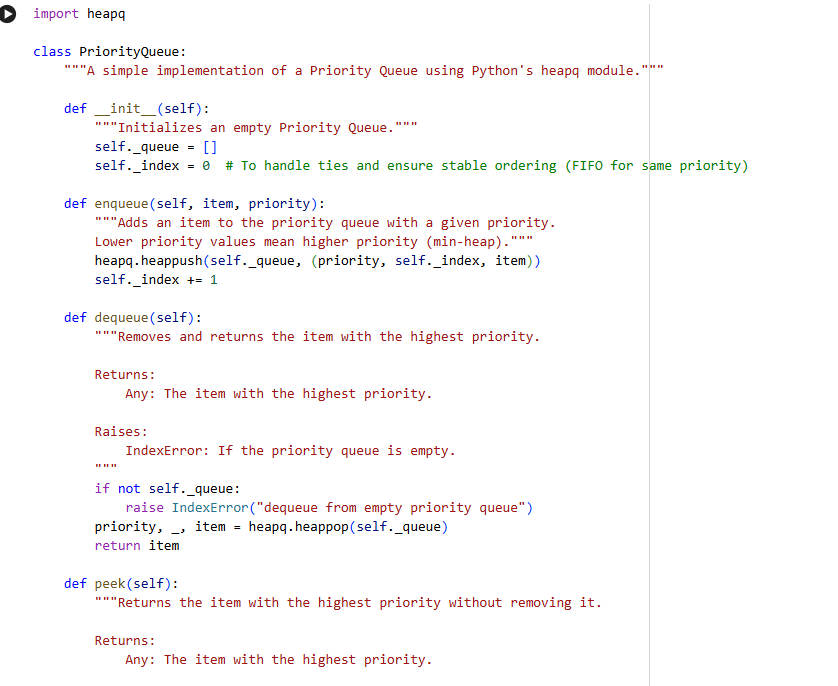 import heapq

class PriorityQueue:
    """A simple implementation of a Priority Queue using Python's heapq module."""

    def __init__(self):
        """Initializes an empty Priority Queue."""
        self._queue = []
        self._index = 0  # To handle ties and ensure stable ordering (FIFO for same priority)

    def enqueue(self, item, priority):
        """Adds an item to the priority queue with a given priority.
        Lower priority values mean higher priority (min-heap)."""
        heapq.heappush(self._queue, (priority, self._index, item))
        self._index += 1

    def dequeue(self):
        """Removes and returns the item with the highest priority.

        Returns:
            Any: The item with the highest priority.

        Raises:
            IndexError: If the priority queue is empty.
        """
        if not self._queue:
            raise IndexError("dequeue from empty priority queue")
        priority, _, item = heapq.heappop(self._queue)
        return item

    def peek(self):
        """Returns the item with the highest priority without removing it.

        Returns:
            Any: The item with the highest priority.